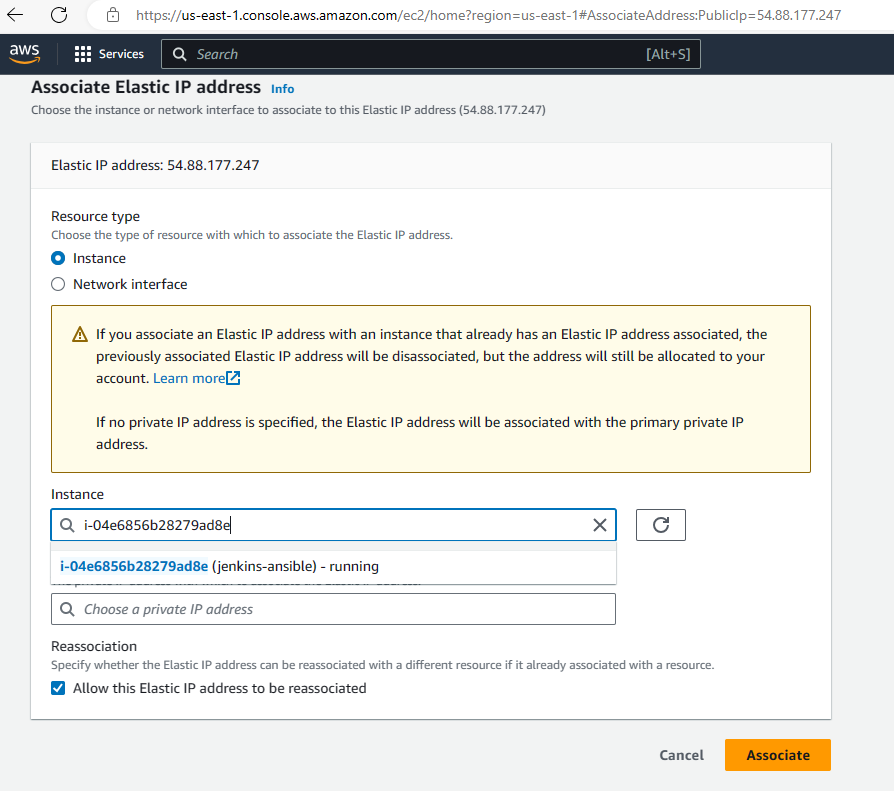 https://us-east-1.console.aws.amazon.com/ec2/home?region=us-east-1#AssociateAddress:PublicIp=54.88.177.247
aws Services Search [Alt+S]
Associate Elastic IP address Info
Choose the instance or network interface to associate to this Elastic IP address (54.88.177.247)
Elastic IP address: 54.88.177.247
Resource type
Choose the type of resource with which to associate the Elastic IP address.
Instance
Network interface
If you associate an Elastic IP address with an instance that already has an Elastic IP address associated, the
previously associated Elastic IP address will be disassociated, but the address will still be allocated to your
account. Learn more
If no private IP address is specified, the Elastic IP address will be associated with the primary private IP
address.
Instance
i-04e6856b28279ad8e
i-04e6856b28279ad8e (jenkins-ansible) - running
Choose a private IP address
Reassociation
Specify whether the Elastic IP address can be reassociated with a different resource if it already associated with a resource.
Allow this Elastic IP address to be reassociated
Cancel Associate